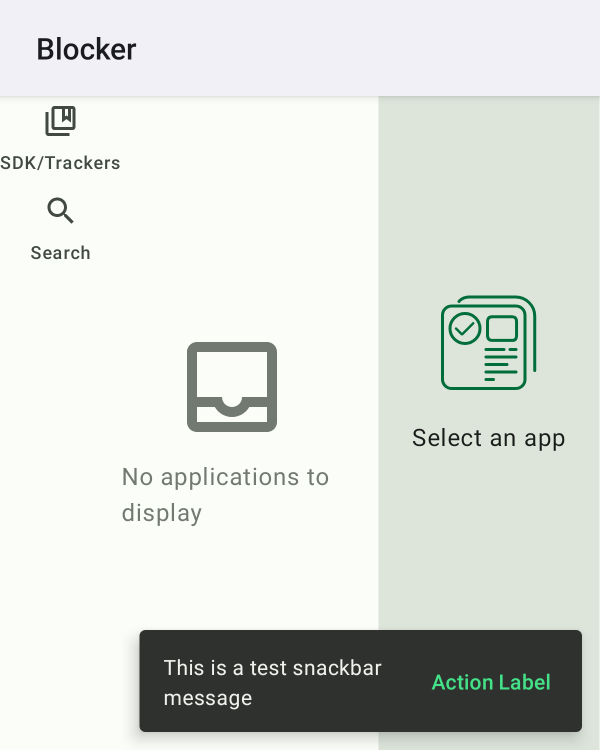 Blocker
SDK/Trackers
Search
No applications to
display
Select an app
This is a test snackbar
message
Action Label